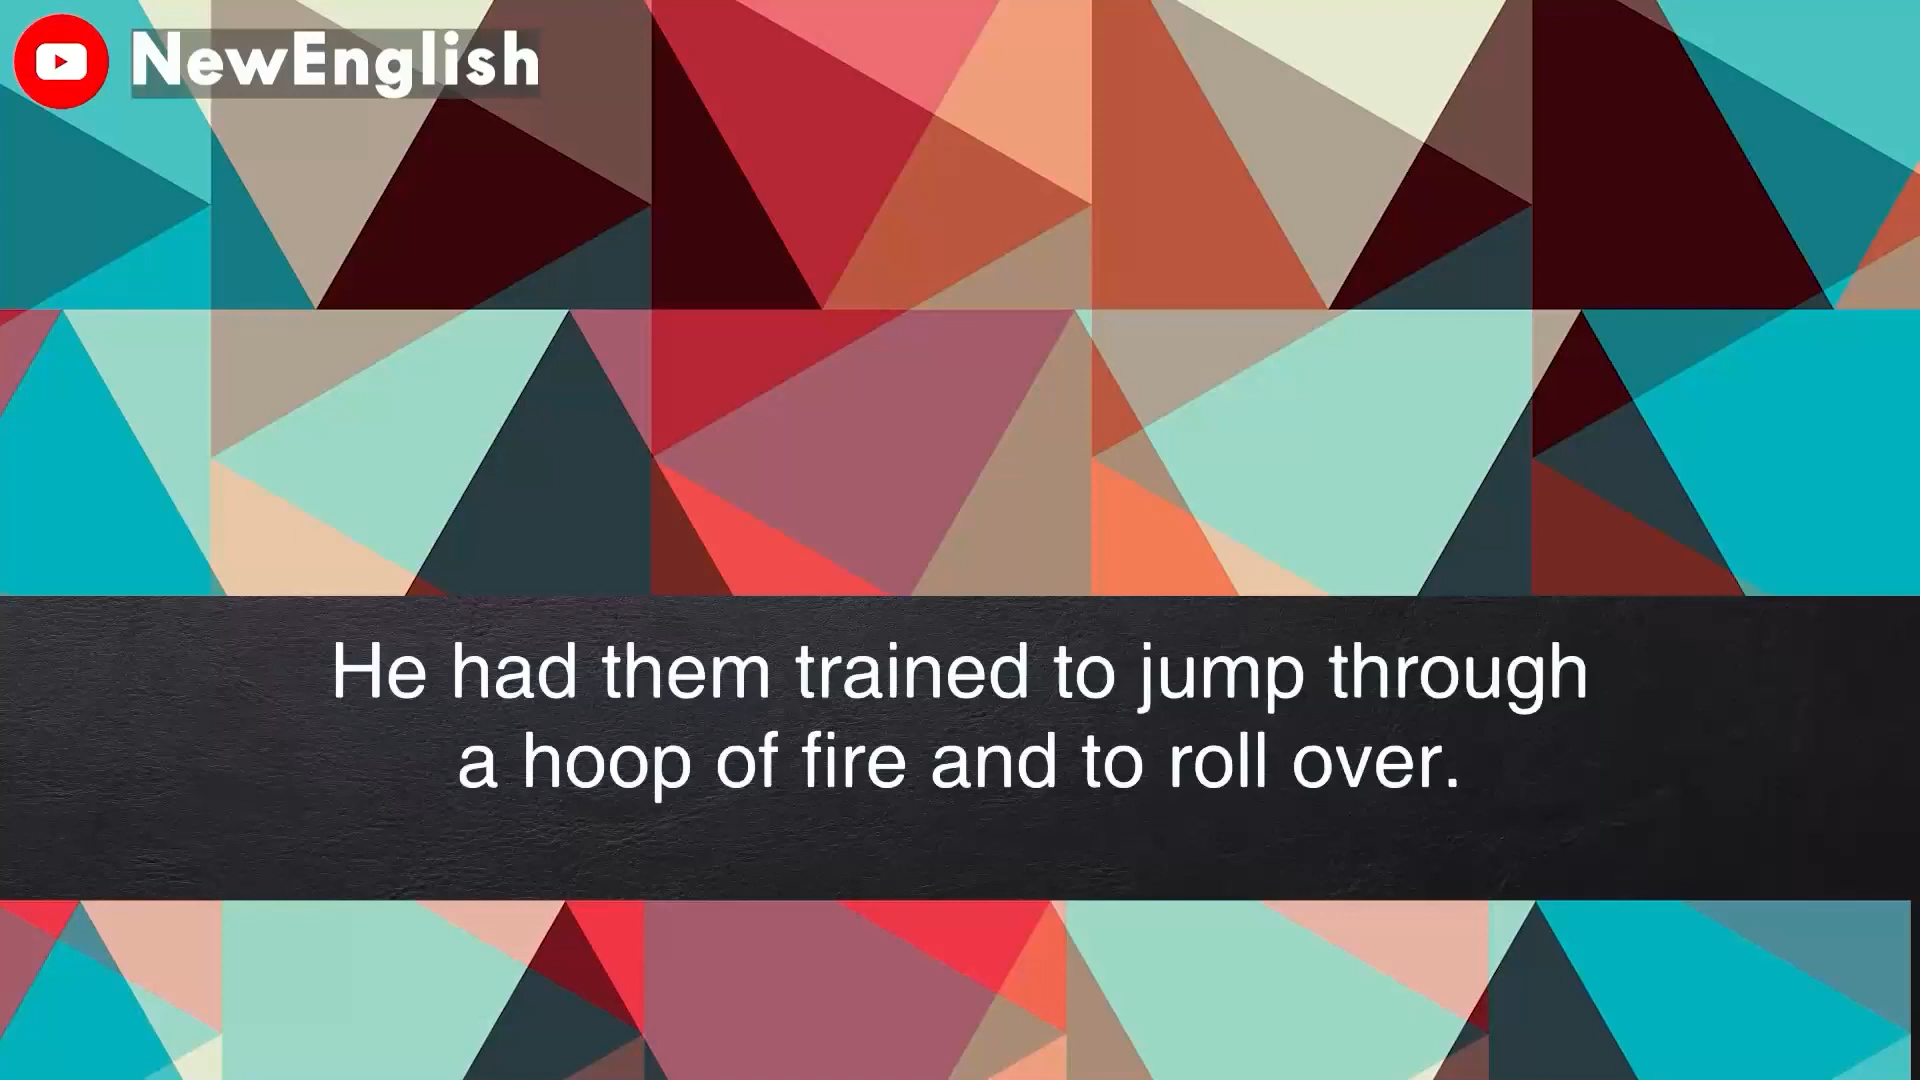 NewEnglish
He had them trained to jump through
a hoop of fire and to roll over.